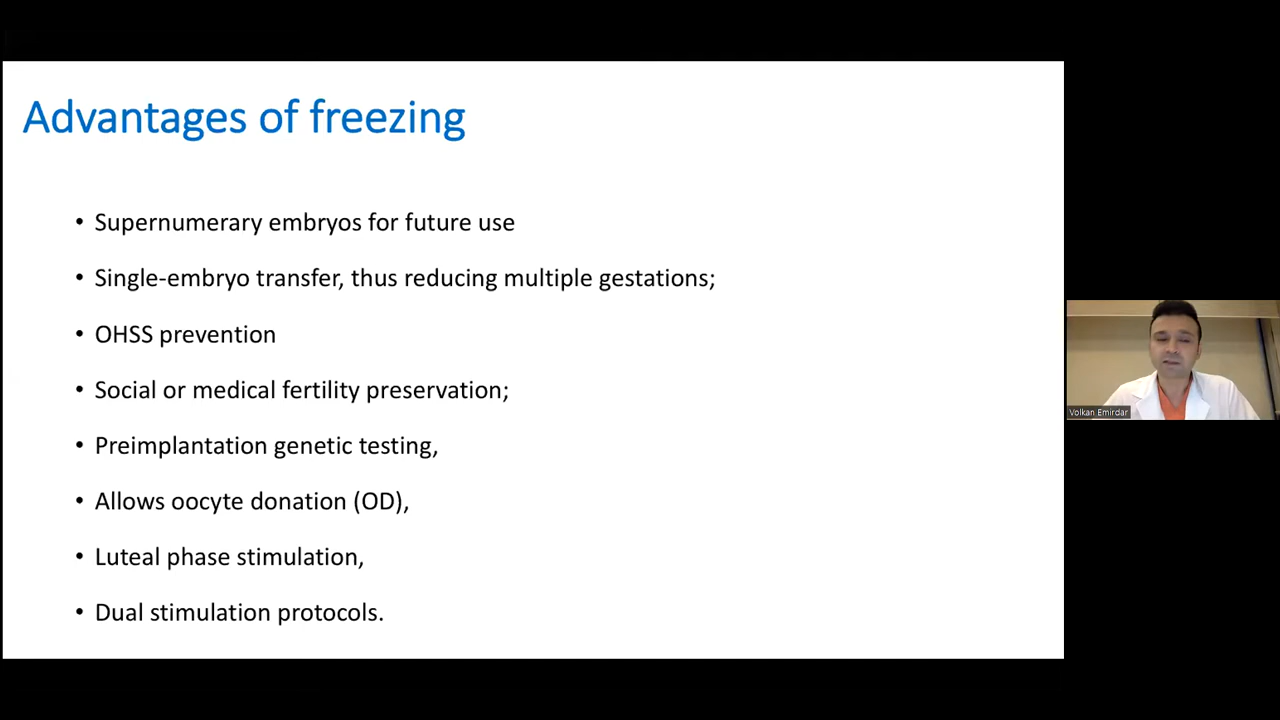 Advantages of freezing
• Supernumerary embryos for future use
• Single-embryo transfer, thus reducing multiple gestations;
• OHSS prevention
• Social or medical fertility preservation;
• Preimplantation genetic testing,
• Allows oocyte donation (OD),
• Luteal phase stimulation,
• Dual stimulation protocols.
Volkan Emirdar